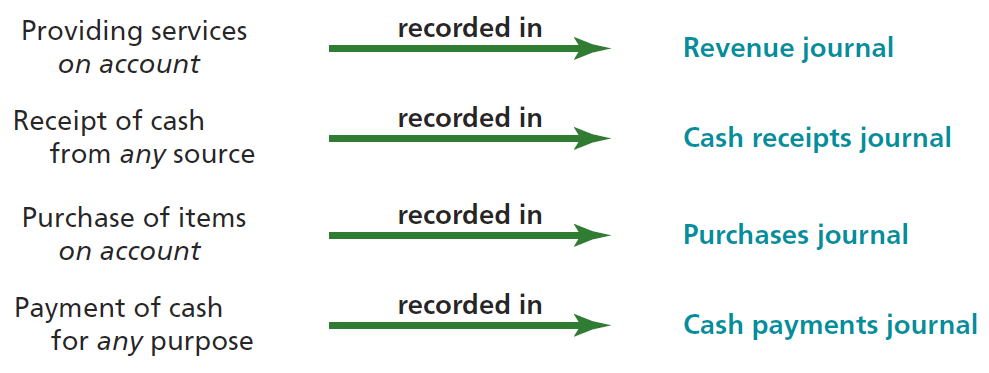 Providing services
on account
recorded in
Revenue journal
Receipt of cash
from any source
recorded in
Cash receipts journal
Purchase of items
on account
recorded in
Purchases journal
Payment of cash
for any purpose
recorded in
Cash payments journal